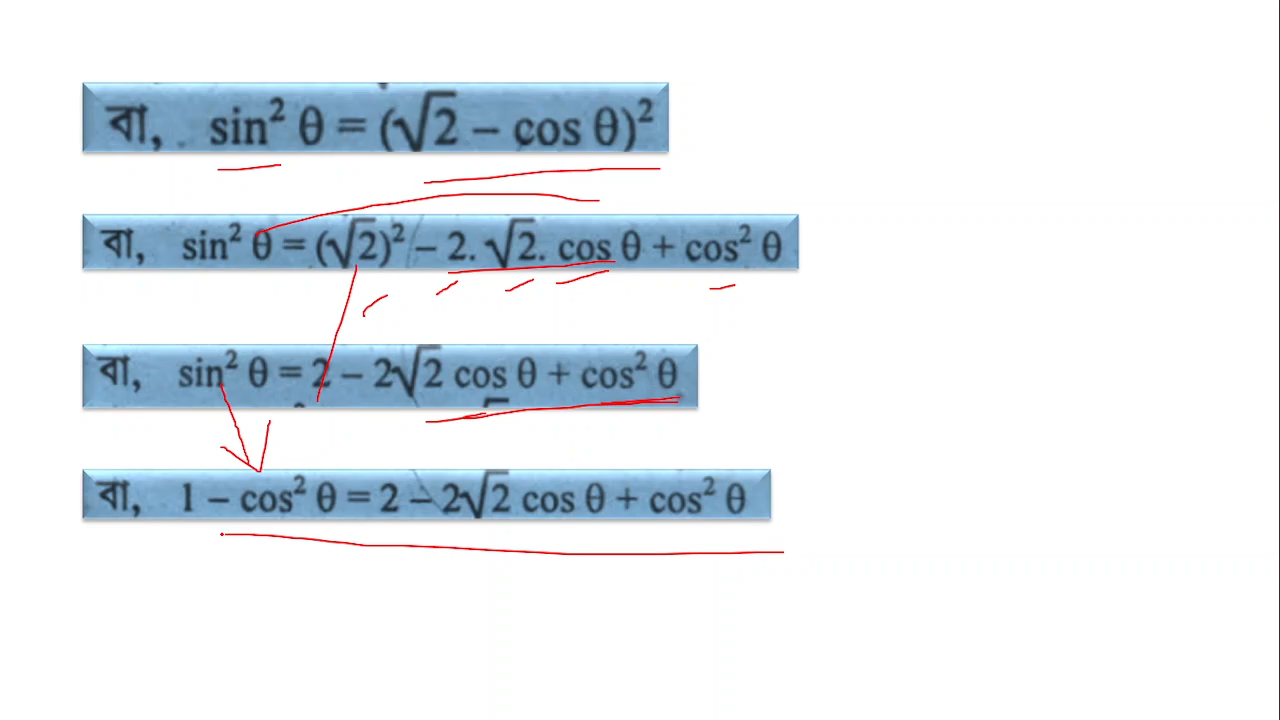 বা, sin² θ = (√2 − cos θ)²
বা, sin² θ = (√2)² − 2. √2. cos θ + cos² θ
বা, sin² θ = 2 − 2√2 cos θ + cos² θ
বা, 1 − cos² θ = 2 − 2√2 cos θ + cos² θ